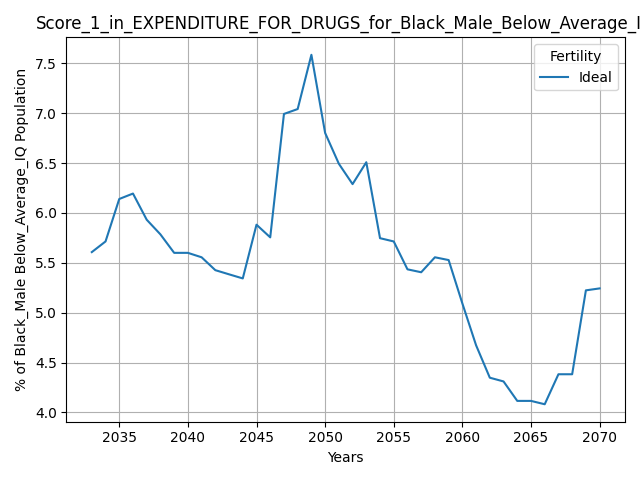 Score_1_in_EXPENDITURE_FOR_DRUGS_for_Black_Male_Below_Average_I
Fertility
Ideal
% of Black_Male Below_Average_IQ Population
7.5
7.0
6.5
6.0
5.5
5.0
4.5
4.0
2035 2040 2045 2050 2055 2060 2065 2070
Years